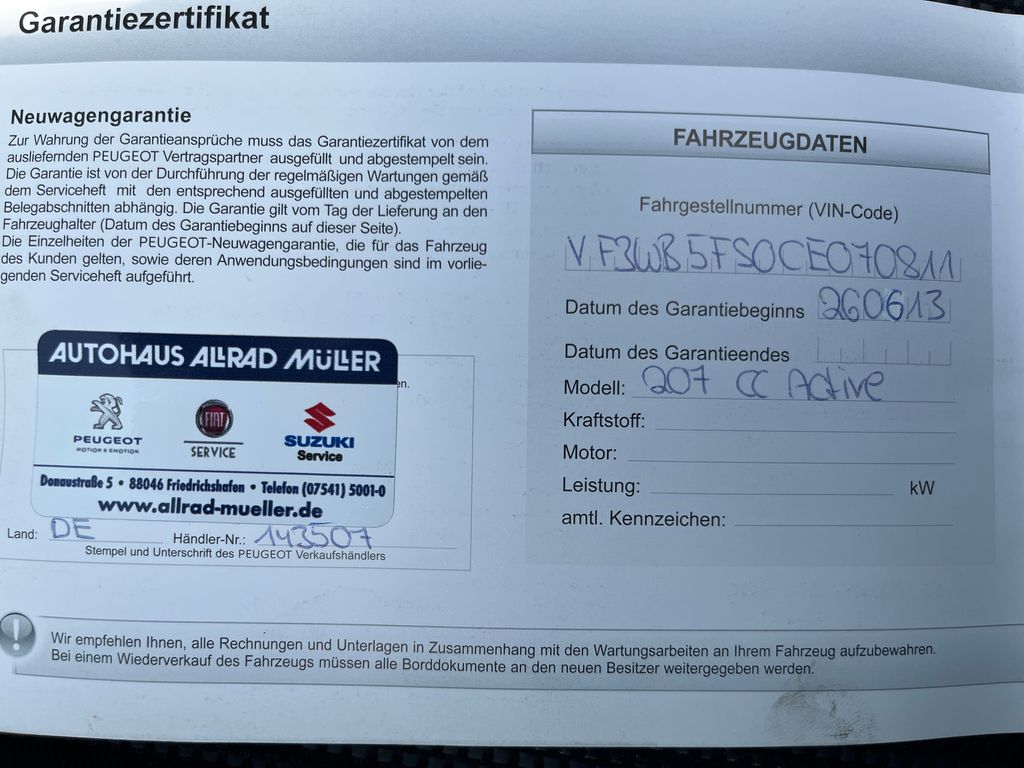 Garantiezertifikat
Neuwagengarantie
Zur Wahrung der Garantieansprüche muss das Garantiezertifikat von dem
ausliefernden PEUGEOT Vertragspartner ausgefüllt und abgestempelt sein.
Die Garantie ist von der Durchführung der regelmäßigen Wartungen gemäß
dem Serviceheft mit den entsprechend ausgefüllten und abgestempelten
Belegabschnitten abhängig. Die Garantie gilt vom Tag der Lieferung an den
Fahrzeughalter (Datum des Garantiebeginns auf dieser Seite).
Die Einzelheiten der PEUGEOT-Neuwagengarantie, die für das Fahrzeug
des Kunden gelten, sowie deren Anwendungsbedingungen sind im vorlie-
genden Serviceheft aufgeführt.
AUTOHAUS ALLRAD MÜLLER
en.
PEUGEOT
MOTION & EMOTION
FIAT
SERVICE
SUZUKI
Service
Donaustraße 5 • 88046 Friedrichshafen • Telefon (07541) 5001-0
www.allrad-mueller.de
Land: DE Händler-Nr.: 143507
Stempel und Unterschrift des PEUGEOT Verkaufshändlers
FAHRZEUGDATEN
Fahrgestellnummer (VIN-Code)
VF3WB5FS0CE070811
Datum des Garantiebeginns 260613
Datum des Garantieendes
Modell: 207 CC Active
Kraftstoff:
Motor:
Leistung: kW
amtl. Kennzeichen:
!
Wir empfehlen Ihnen, alle Rechnungen und Unterlagen in Zusammenhang mit den Wartungsarbeiten an Ihrem Fahrzeug aufzubewahren.
Bei einem Wiederverkauf des Fahrzeugs müssen alle Borddokumente an den neuen Besitzer weitergegeben werden.